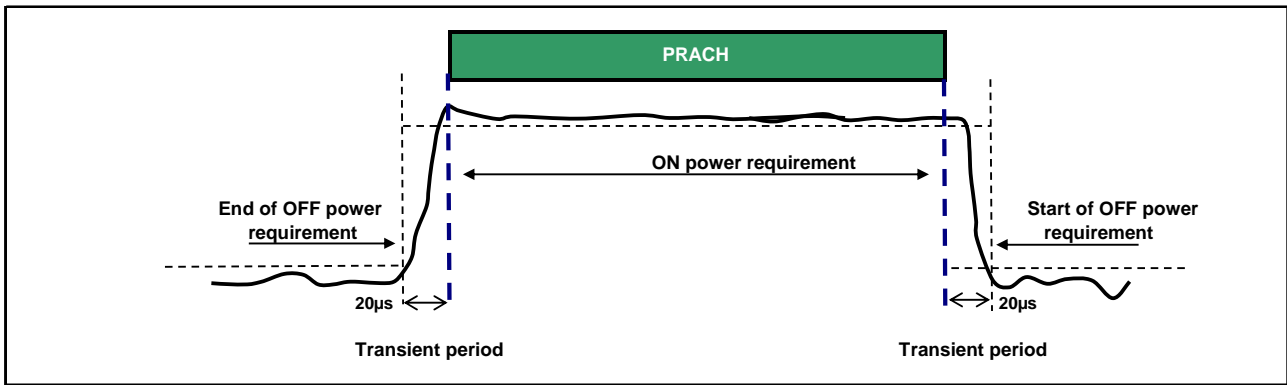 PRACH
ON power requirement
End of OFF power
requirement
Start of OFF power
requirement
20µs
20µs
Transient period
Transient period